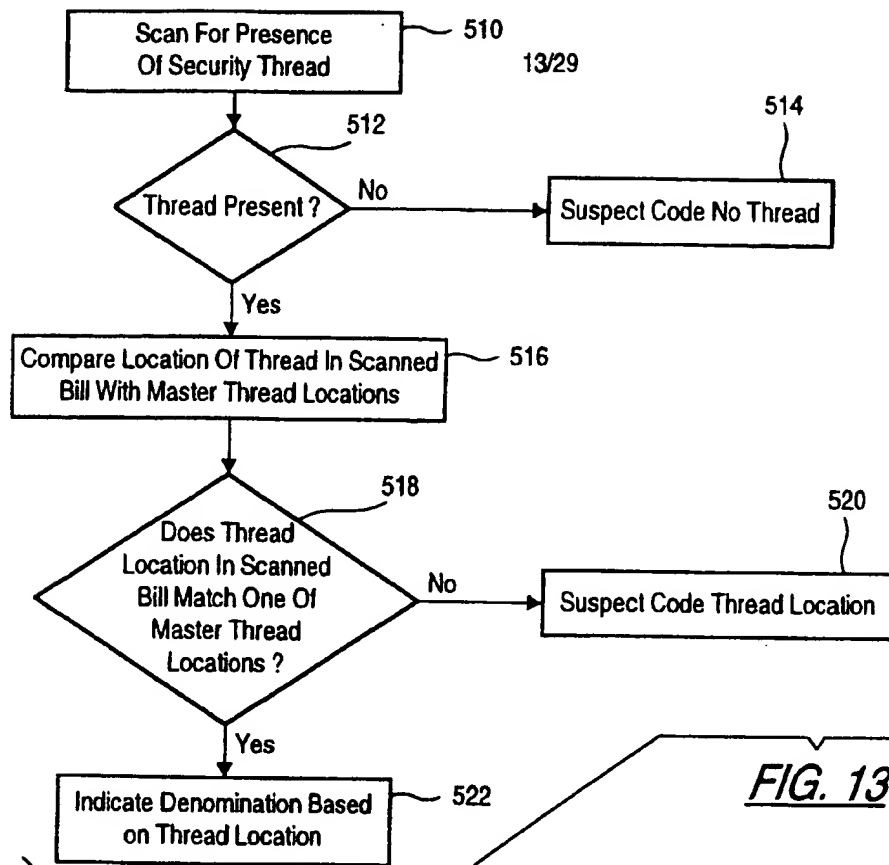 Scan For Presence
Of Security Thread
510
13/29
512
Thread Present ?
No
514
Suspect Code No Thread
Yes
Compare Location Of Thread In Scanned
Bill With Master Thread Locations
516
518
Does Thread
Location In Scanned
Bill Match One Of
Master Thread
Locations ?
No
520
Suspect Code Thread Location
Yes
Indicate Denomination Based
on Thread Location
522
FIG. 13